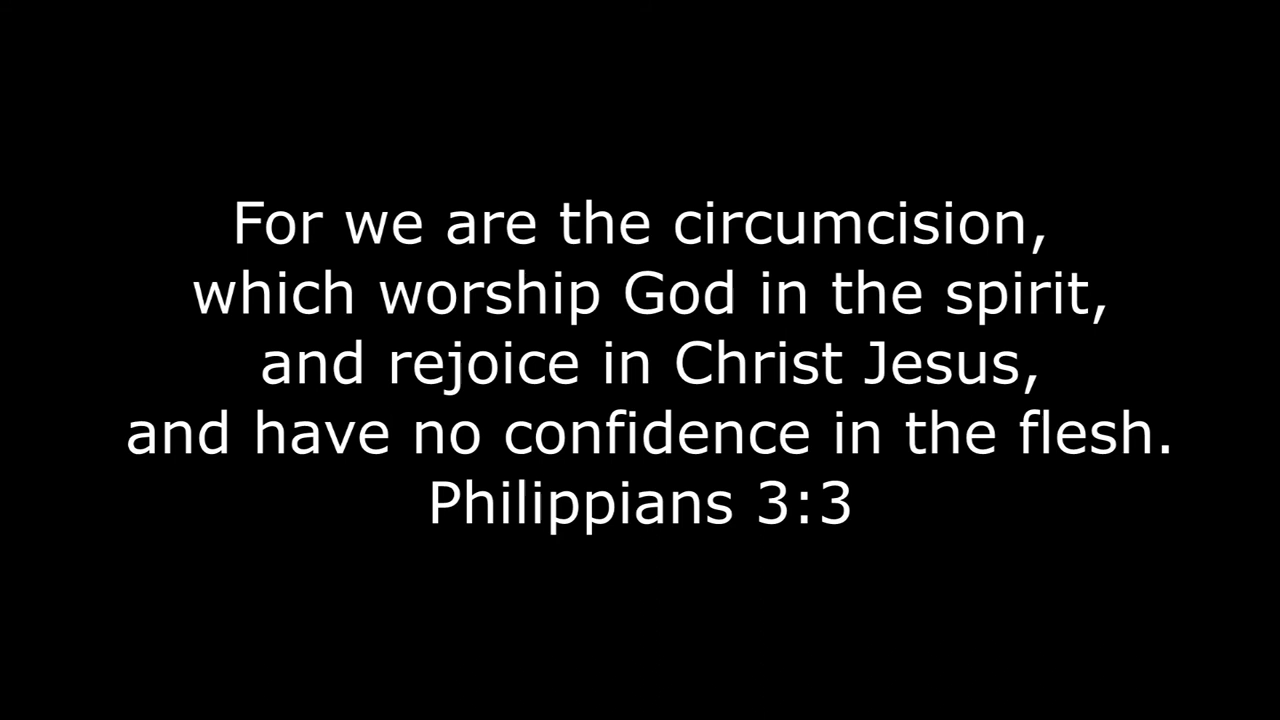 For we are the circumcision,
which worship God in the spirit,
and rejoice in Christ Jesus,
and have no confidence in the flesh.
Philippians 3:3